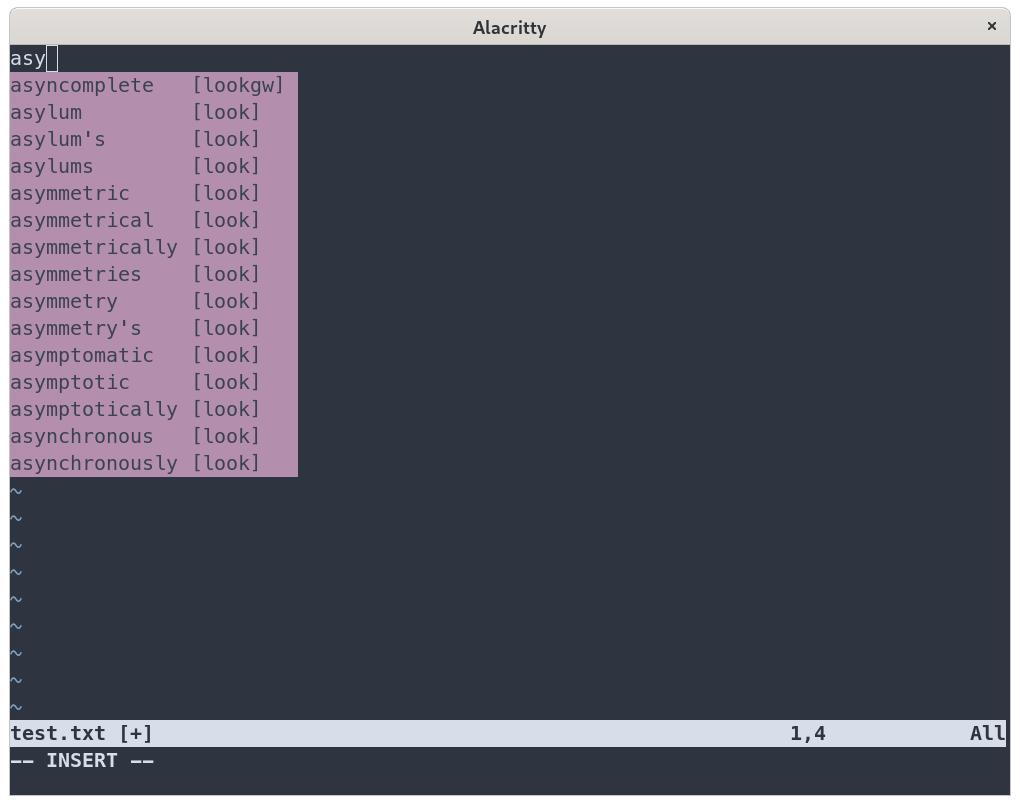 Alacritty ×
asy
asyncomplete [lookgw]
asylum [look]
asylum's [look]
asylums [look]
asymmetric [look]
asymmetrical [look]
asymmetrically [look]
asymmetries [look]
asymmetry [look]
asymmetry's [look]
asymptomatic [look]
asymptotic [look]
asymptotically [look]
asynchronous [look]
asynchronously [look]
~
~
~
~
~
~
~
~
~
test.txt [+] 1,4 All
-- INSERT --